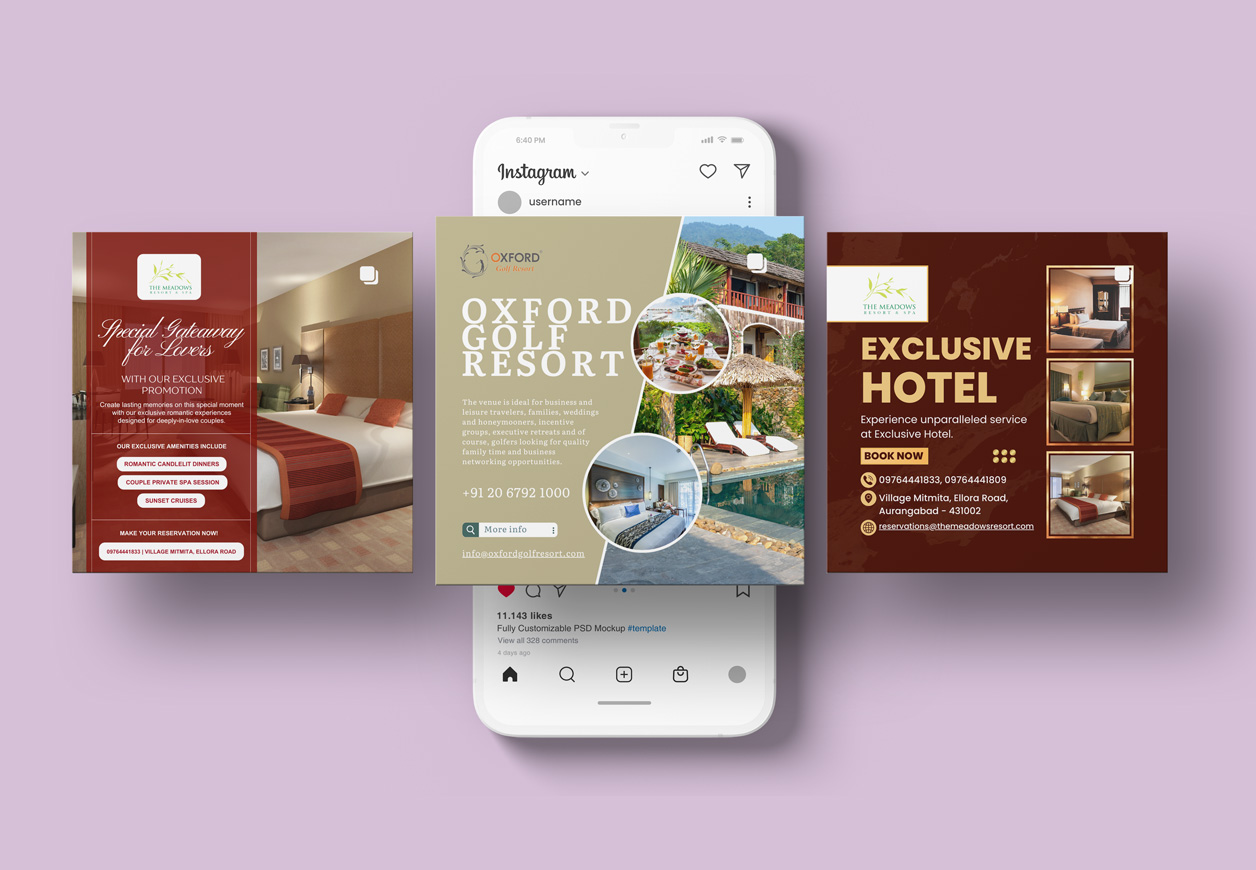 6:40 PM
Instagram
username
THE MEADOWS
RESORT & SPA
Special Gateaway
for Lovers
WITH OUR EXCLUSIVE
PROMOTION
Create lasting memories on this special moment
with our exclusive romantic experiences
designed for deeply-in-love couples.
OUR EXCLUSIVE AMENITIES INCLUDE
ROMANTIC CANDLELIT DINNERS
COUPLE PRIVATE SPA SESSION
SUNSET CRUISES
MAKE YOUR RESERVATION NOW!
09764441833 | VILLAGE MITMITA, ELLORA ROAD
OXFORD
Golf Resort
OXFORD
GOLF
RESORT
The venue is ideal for business and
leisure travelers, families, weddings
and honeymooners, incentive
groups, executive retreats and of
course, golfers looking for quality
family time and business
networking opportunities.
+91 20 6792 1000
More info
info@oxfordgolfresort.com
THE MEADOWS
RESORT & SPA
EXCLUSIVE
HOTEL
Experience unparalleled service
at Exclusive Hotel.
BOOK NOW
09764441833, 09764441809
Village Mitmita, Ellora Road,
Aurangabad - 431002
reservations@themeadowsresort.com
11.143 likes
Fully Customizable PSD Mockup #template
View all 328 comments
4 days ago